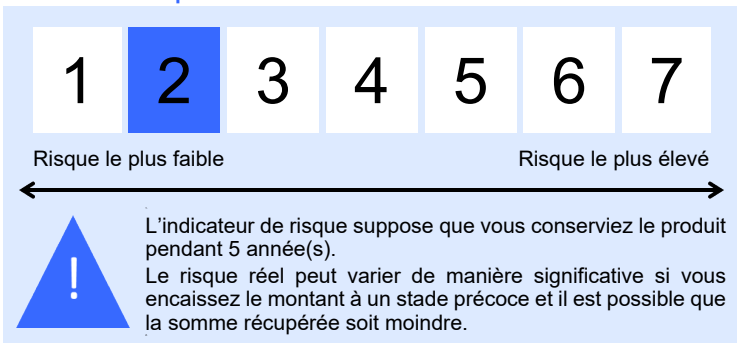 1 2 3 4 5 6 7
Risque le plus faible Risque le plus élevé
L'indicateur de risque suppose que vous conserviez le produit
pendant 5 année(s).
Le risque réel peut varier de manière significative si vous
encaissez le montant à un stade précoce et il est possible que
la somme récupérée soit moindre.
!